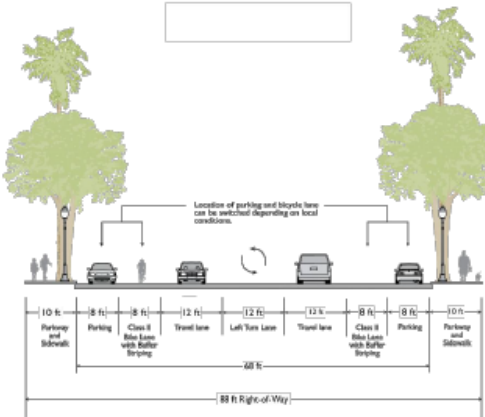 Location of parking and bicycle lane
can be switched depending on local
conditions.
10 ft 8 ft 8 ft 12 ft 12 ft 12 ft 8 ft 8 ft 10 ft
Parkway
and
Sidewalk
Parking
Class II
Bike Lane
with Buffer
Striping
Travel lane
Left Turn Lane
Travel lane
Class II
Bike Lane
with Buffer
Striping
Parking
Parkway
and
Sidewalk
68 ft
88 ft Right-of-Way